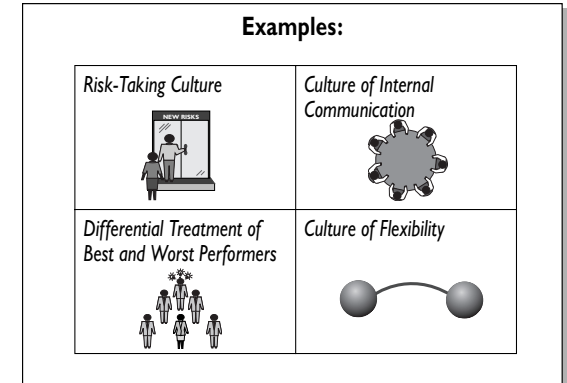 Examples:
Risk-Taking Culture
NEW RISKS
Culture of Internal
Communication
Differential Treatment of
Best and Worst Performers
Culture of Flexibility